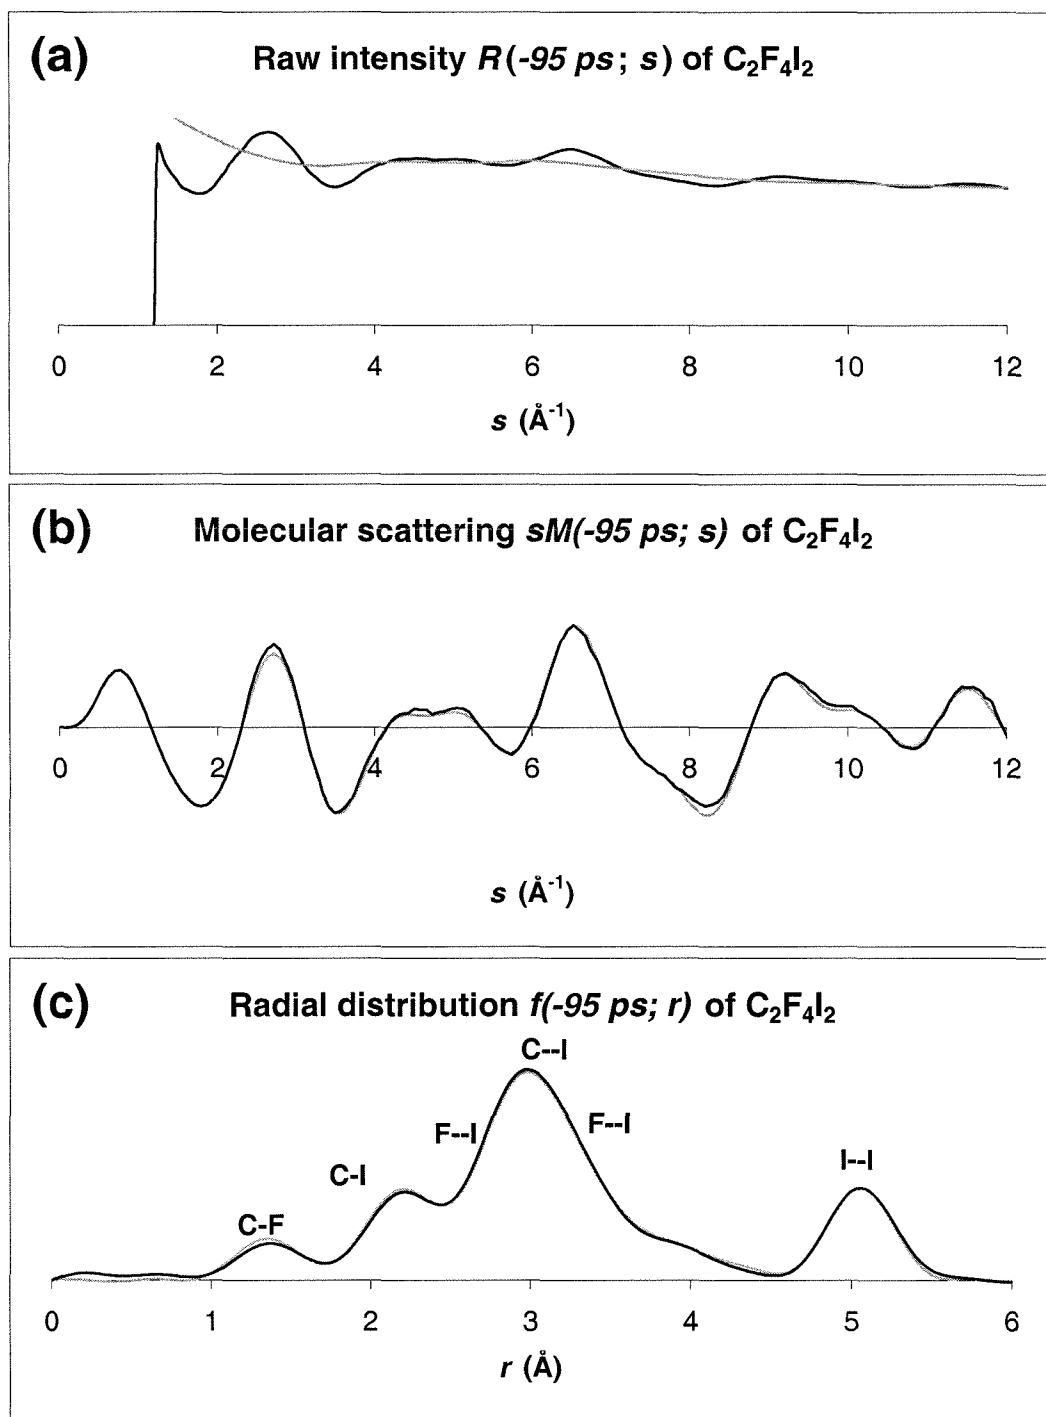 (a) Raw intensity R(-95 ps; s) of C₂F₄I₂
0 2 4 6 8 10 12
s (Å⁻¹)
(b) Molecular scattering sM(-95 ps; s) of C₂F₄I₂
0 2 4 6 8 10 12
s (Å⁻¹)
(c) Radial distribution f(-95 ps; r) of C₂F₄I₂
C--I
F--I
F--I
C-I
I--I
C-F
0 1 2 3 4 5 6
r (Å)